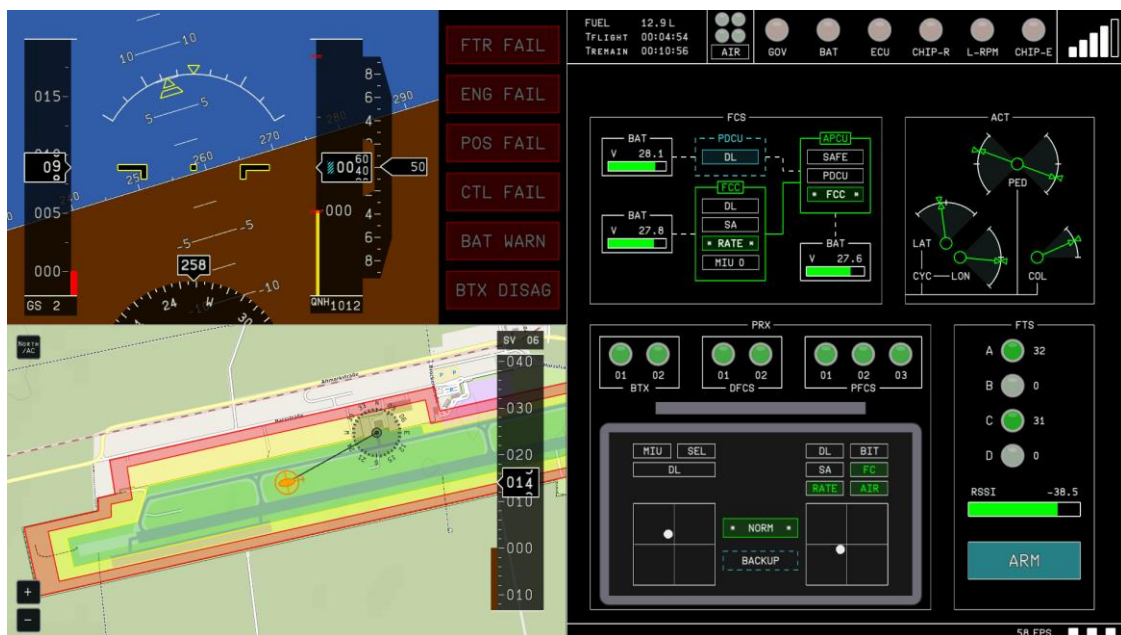 10
10
5
5
290
280
270
260
25
240
015
09
8
005
000
GS 2
8
6
4
00
60
40
50
000
4
6
8
QNH 1012
-5
-5
-10
258
24
W
30
FTR FAIL
ENG FAIL
POS FAIL
CTL FAIL
BAT WARN
BTX DISAG
FUEL 12.9 L
TFLIGHT 00:04:54
TREMAIN 00:10:56
AIR
GOV
BAT
ECU
CHIP-R
L-RPM
CHIP-E
FCS
BAT
V 28.1
PDCU
DL
APCU
SAFE
PDCU
* FCC *
FCC
DL
SA
* RATE *
MIU 0
BAT
V 27.8
BAT
V 27.6
ACT
PED
LAT
CYC
LON
COL
NORTH
/AC
Ahornstraße
P P
SV 06
040
030
020
014
010
000
-010
+
−
PRX
01 02
BTX
01 02
DFCS
01 02 03
PFCS
MIU SEL
DL
DL BIT
SA FC
RATE AIR
* NORM *
BACKUP
FTS
A 32
B 0
C 31
D 0
RSSI -38.5
ARM
58 FPS